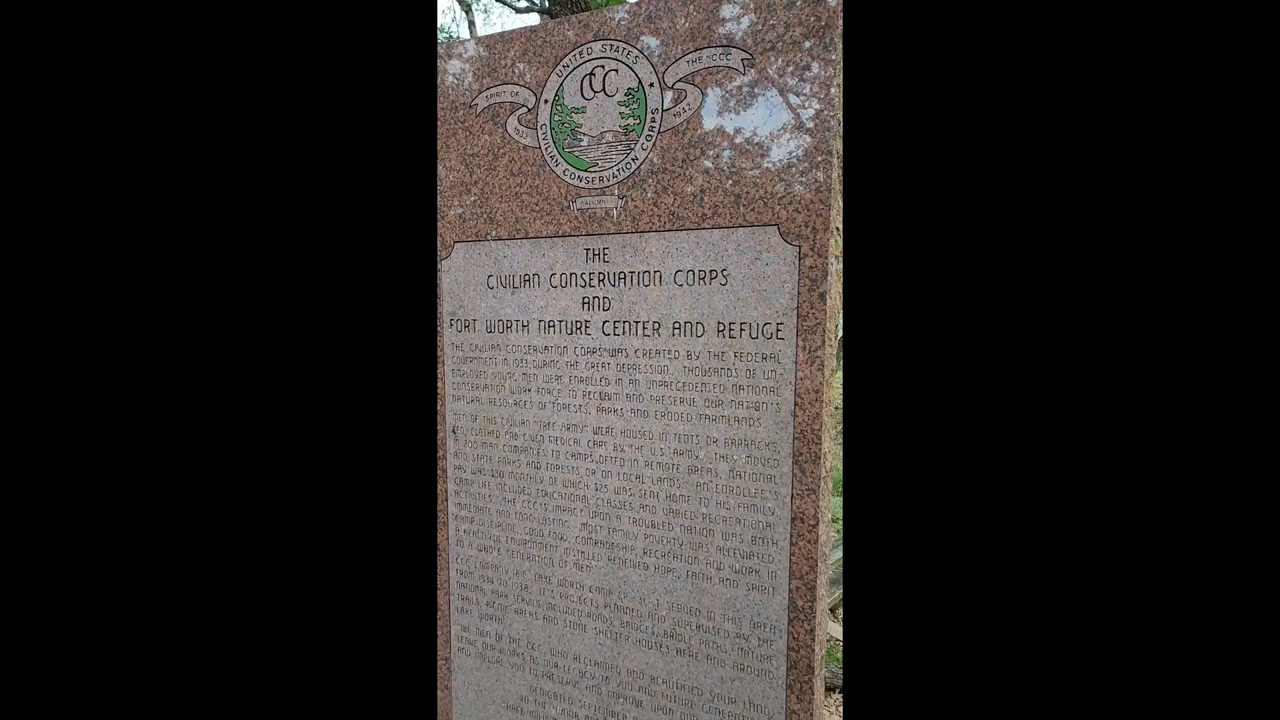 UNITED STATES
CCC
SPIRIT OF
THE CCC
1933
1942
CIVILIAN CONSERVATION CORPS
ALUMNI
THE
CIVILIAN CONSERVATION CORPS
AND
FORT WORTH NATURE CENTER AND REFUGE
THE CIVILIAN CONSERVATION CORPS WAS CREATED BY THE FEDERAL
GOVERNMENT IN 1933 DURING THE GREAT DEPRESSION. THOUSANDS OF UN-
EMPLOYED YOUNG MEN WERE ENROLLED IN AN UNPRECEDENTED NATIONAL
CONSERVATION WORK FORCE TO RECLAIM AND PRESERVE OUR NATION'S
NATURAL RESORCES OF FORESTS, PARKS AND ERODED FARMLANDS.
MEN OF THIS CIVILIAN "TREE ARMY" WERE HOUSED IN TENTS OR BARRACKS,
FED, CLOTHED AND GIVEN MEDICAL CARE BY THE U.S. ARMY. THEY MOVED
IN 200 MAN COMPANIES TO CAMPS OFTED IN REMOTE AREAS, NATIONAL
AND STATE PARKS AND FORESTS OR ON LOCAL LANDS. AN ENROLLEE'S
PAY WAS $30 MONTHLY OF WHICH $25 WAS SENT HOME TO HIS FAMILY.
CAMP LIFE INCLUDED EDUCATIONAL CLASSES AND VARIED RECREATIONAL
ACTIVITIES. THE CCC'S IMPACT UPON A TROUBLED NATION WAS BOTH
IMMEDIATE AND LONG-LASTING. MOST FAMILY POVERTY WAS ALLEVIATED.
CAMP DISCIPLINE, GOOD FOOD, COMRADESHIP, RECREATION AND WORK IN
A BEAUTIFUL ENVIRONMENT INSTILLED RENEWED HOPE, FAITH AND SPIRIT
TO A WHOLE GENERATION OF MEN.
CCC COMPANY 1816, LAKE WORTH CAMP SP- SERVED IN THIS AREA
FROM 1934 TO 1938. IT'S PROJECTS PLANNED AND SUPERVISED BY THE
NATIONAL PARK SERVICE INCLUDED ROADS, BRIDGES, BRIDLE PATHS, NATURE
TRAILS, PICNIC AREAS AND STONE SHELTER HOUSES HERE AND AROUND
LAKE WORTH.
WE MEN OF THE CCC, WHO RECLAIMED AND BEAUTIFIED YOUR LAND,
LEAVE OUR WORKS AS OUR LEGACY TO YOU AND FUTURE GENERATIONS
AND IMPLORE YOU TO PRESERVE AND IMPROVE UPON OUR
DEDICATED SEPTEMBER
TO THE